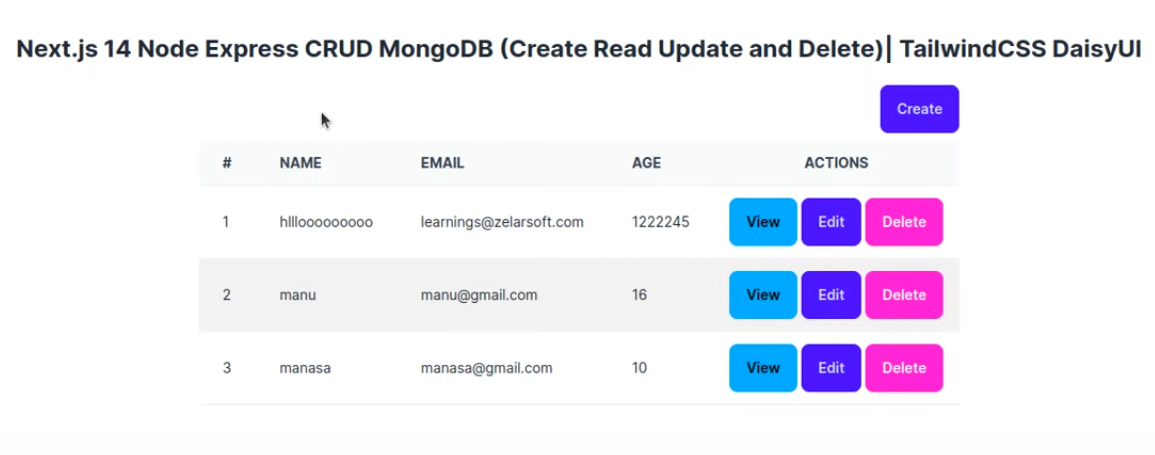 Next.js 14 Node Express CRUD MongoDB (Create Read Update and Delete)| TailwindCSS DaisyUI
Create
# NAME EMAIL AGE ACTIONS
1 hlllooooooooo learnings@zelarsoft.com 1222245 View Edit Delete
2 manu manu@gmail.com 16 View Edit Delete
3 manasa manasa@gmail.com 10 View Edit Delete